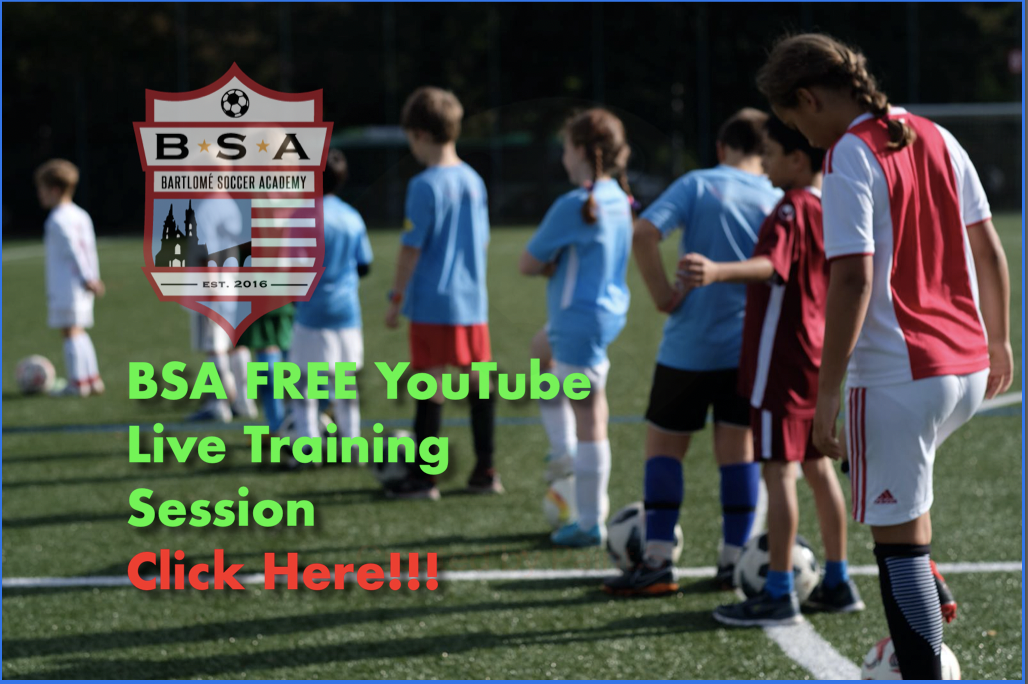 B★S★A
BARTLOMÉ SOCCER ACADEMY
EST. 2016
BSA FREE YouTube
Live Training
Session
Click Here!!!